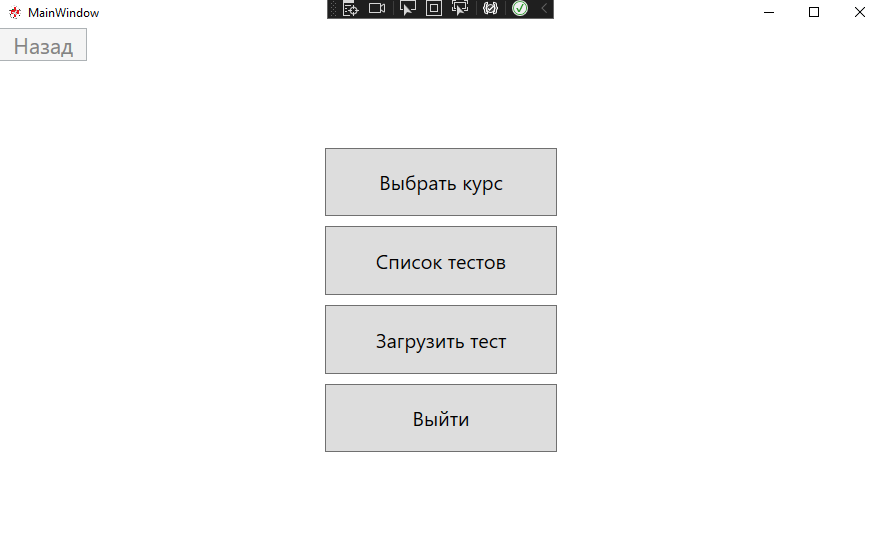 MainWindow
Назад
Выбрать курс
Список тестов
Загрузить тест
Выйти